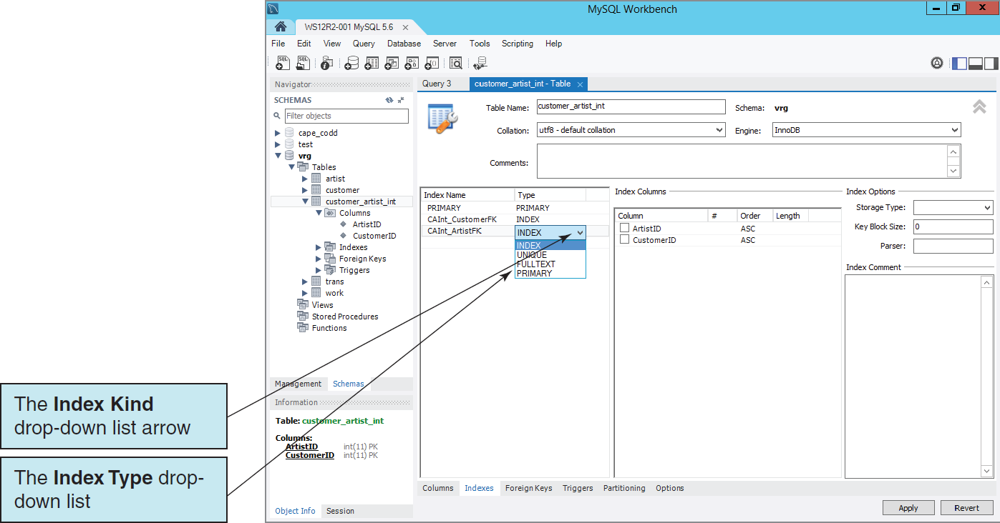 MySQL Workbench
WS12R2-001 MySQL 5.6
File Edit View Query Database Server Tools Scripting Help
SQL SQL
Navigator
SCHEMAS
Filter objects
cape_codd
test
vrg
Tables
artist
customer
customer_artist_int
Columns
ArtistID
CustomerID
Indexes
Foreign Keys
Triggers
trans
work
Views
Stored Procedures
Functions
Management Schemas
Information
Table: customer_artist_int
Columns:
ArtistID int(11) PK
CustomerID int(11) PK
Object Info Session
Query 3 customer_artist_int - Table
Table Name: customer_artist_int Schema: vrg
Collation: utf8 - default collation Engine: InnoDB
Comments:
Index Name Type
PRIMARY PRIMARY
CAInt_CustomerFK INDEX
CAInt_ArtistFK INDEX
INDEX
UNIQUE
FULLTEXT
PRIMARY
Index Columns
Column # Order Length
ArtistID ASC
CustomerID ASC
Index Options
Storage Type:
Key Block Size: 0
Parser:
Index Comment
Columns Indexes Foreign Keys Triggers Partitioning Options
Apply Revert
The Index Kind
drop-down list arrow
The Index Type drop-
down list